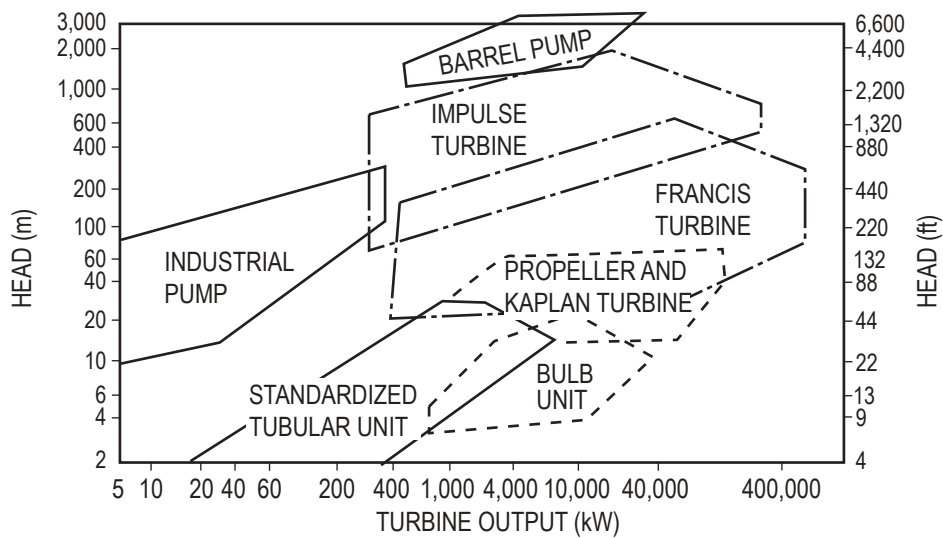 3,000
2,000
1,000
600
400
200
100
60
40
20
10
6
4
2
HEAD (m)
6,600
4,400
2,200
1,320
880
440
220
132
88
44
22
13
9
4
HEAD (ft)
BARREL PUMP
IMPULSE
TURBINE
FRANCIS
TURBINE
INDUSTRIAL
PUMP
PROPELLER AND
KAPLAN TURBINE
BULB
UNIT
STANDARDIZED
TUBULAR UNIT
5 10 20 40 60 200 400 1,000 4,000 10,000 40,000 400,000
TURBINE OUTPUT (kW)